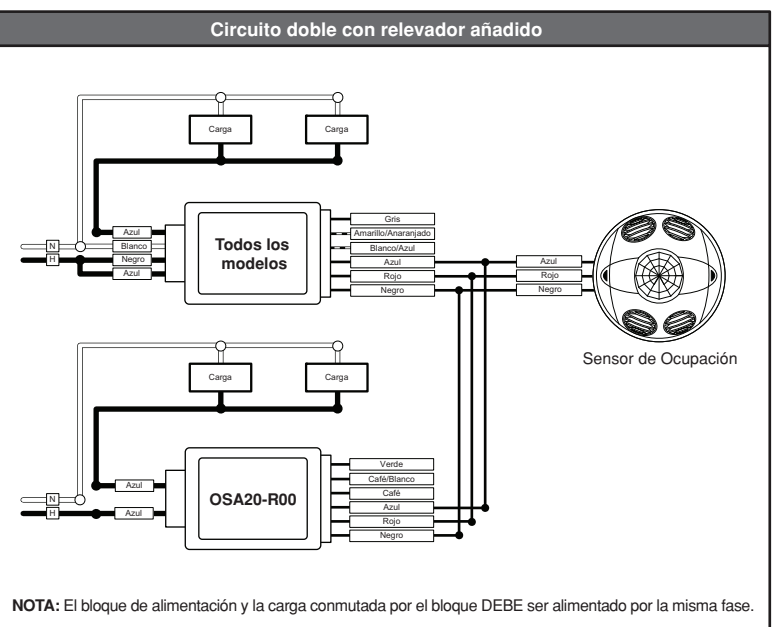 Circuito doble con relevador añadido
Carga
Carga
Azul
N
Blanco
H
Negro
Azul
Todos los
modelos
Gris
Amarillo/Anaranjado
Blanco/Azul
Azul
Rojo
Negro
Azul
Rojo
Negro
Sensor de Ocupación
Carga
Carga
Azul
N
H
Azul
OSA20-R00
Verde
Café/Blanco
Café
Azul
Rojo
Negro
NOTA: El bloque de alimentación y la carga conmutada por el bloque DEBE ser alimentado por la misma fase.